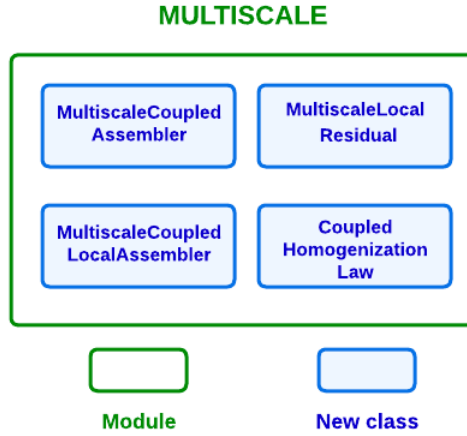 MULTISCALE
MultiscaleCoupled
Assembler
MultiscaleLocal
Residual
MultiscaleCoupled
LocalAssembler
Coupled
Homogenization
Law
Module
New class